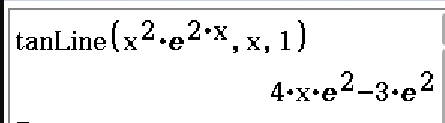 tanLine(x²·e²·ˣ, x, 1)
4·x·e²−3·e²